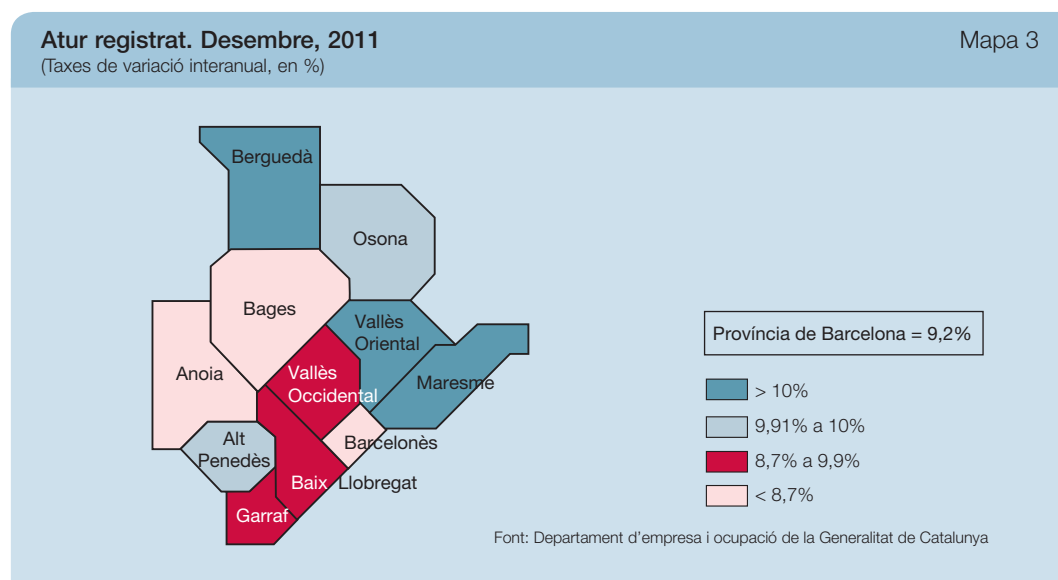 Atur registrat. Desembre, 2011
Mapa 3
(Taxes de variació interanual, en %)
Berguedà
Osona
Bages
Vallès
Oriental
Anoia
Vallès
Occidental
Maresme
Alt
Penedès
Barcelonès
Baix Llobregat
Garraf
Província de Barcelona = 9,2%
> 10%
9,91% a 10%
8,7% a 9,9%
< 8,7%
Font: Departament d’empresa i ocupació de la Generalitat de Catalunya